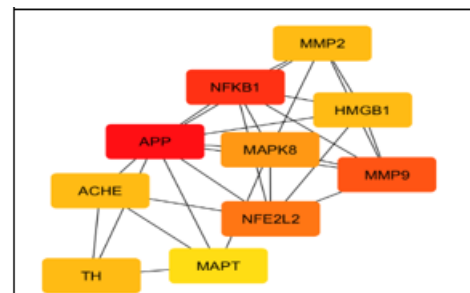 MMP2
NFKB1
HMGB1
APP
MAPK8
MMP9
ACHE
NFE2L2
MAPT
TH